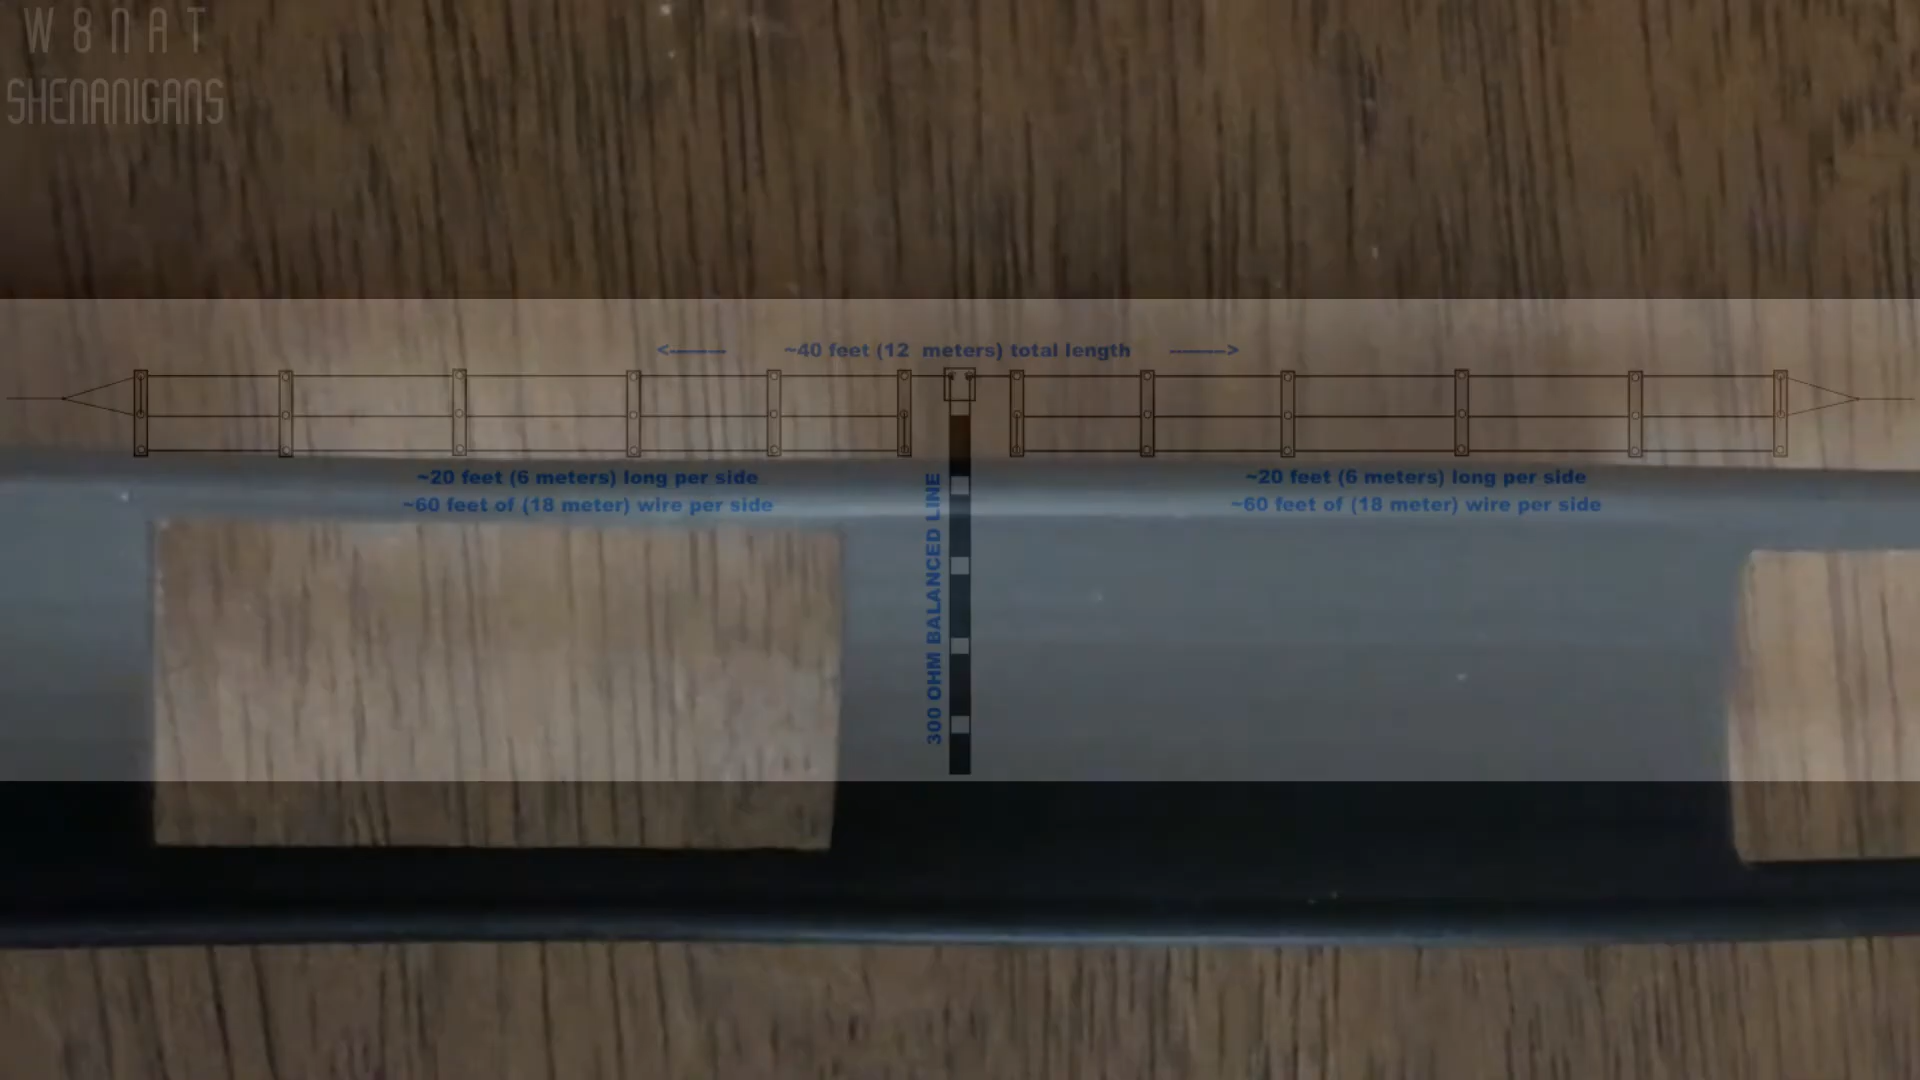 W8NAT
SHENANIGANS
<-------- ~40 feet (12 meters) total length -------->
~20 feet (6 meters) long per side
~60 feet of (18 meter) wire per side
300 OHM BALANCED LINE
~20 feet (6 meters) long per side
~60 feet of (18 meter) wire per side